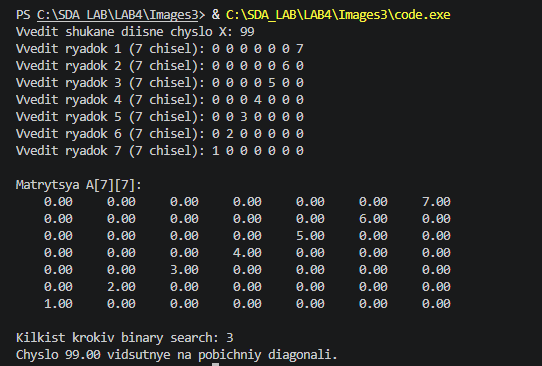 PS C:\SDA_LAB\LAB4\Images3> & C:\SDA_LAB\LAB4\Images3\code.exe
Vvedit shukane diisne chyslo X: 99
Vvedit ryadok 1 (7 chisel): 0 0 0 0 0 0 7
Vvedit ryadok 2 (7 chisel): 0 0 0 0 0 6 0
Vvedit ryadok 3 (7 chisel): 0 0 0 0 5 0 0
Vvedit ryadok 4 (7 chisel): 0 0 0 4 0 0 0
Vvedit ryadok 5 (7 chisel): 0 0 3 0 0 0 0
Vvedit ryadok 6 (7 chisel): 0 2 0 0 0 0 0
Vvedit ryadok 7 (7 chisel): 1 0 0 0 0 0 0
Matrytsya A[7][7]:
0.00 0.00 0.00 0.00 0.00 0.00 7.00
0.00 0.00 0.00 0.00 0.00 6.00 0.00
0.00 0.00 0.00 0.00 5.00 0.00 0.00
0.00 0.00 0.00 4.00 0.00 0.00 0.00
0.00 0.00 3.00 0.00 0.00 0.00 0.00
0.00 2.00 0.00 0.00 0.00 0.00 0.00
1.00 0.00 0.00 0.00 0.00 0.00 0.00
Kilkist krokiv binary search: 3
Chyslo 99.00 vidsutnye na pobichniy diagonali.